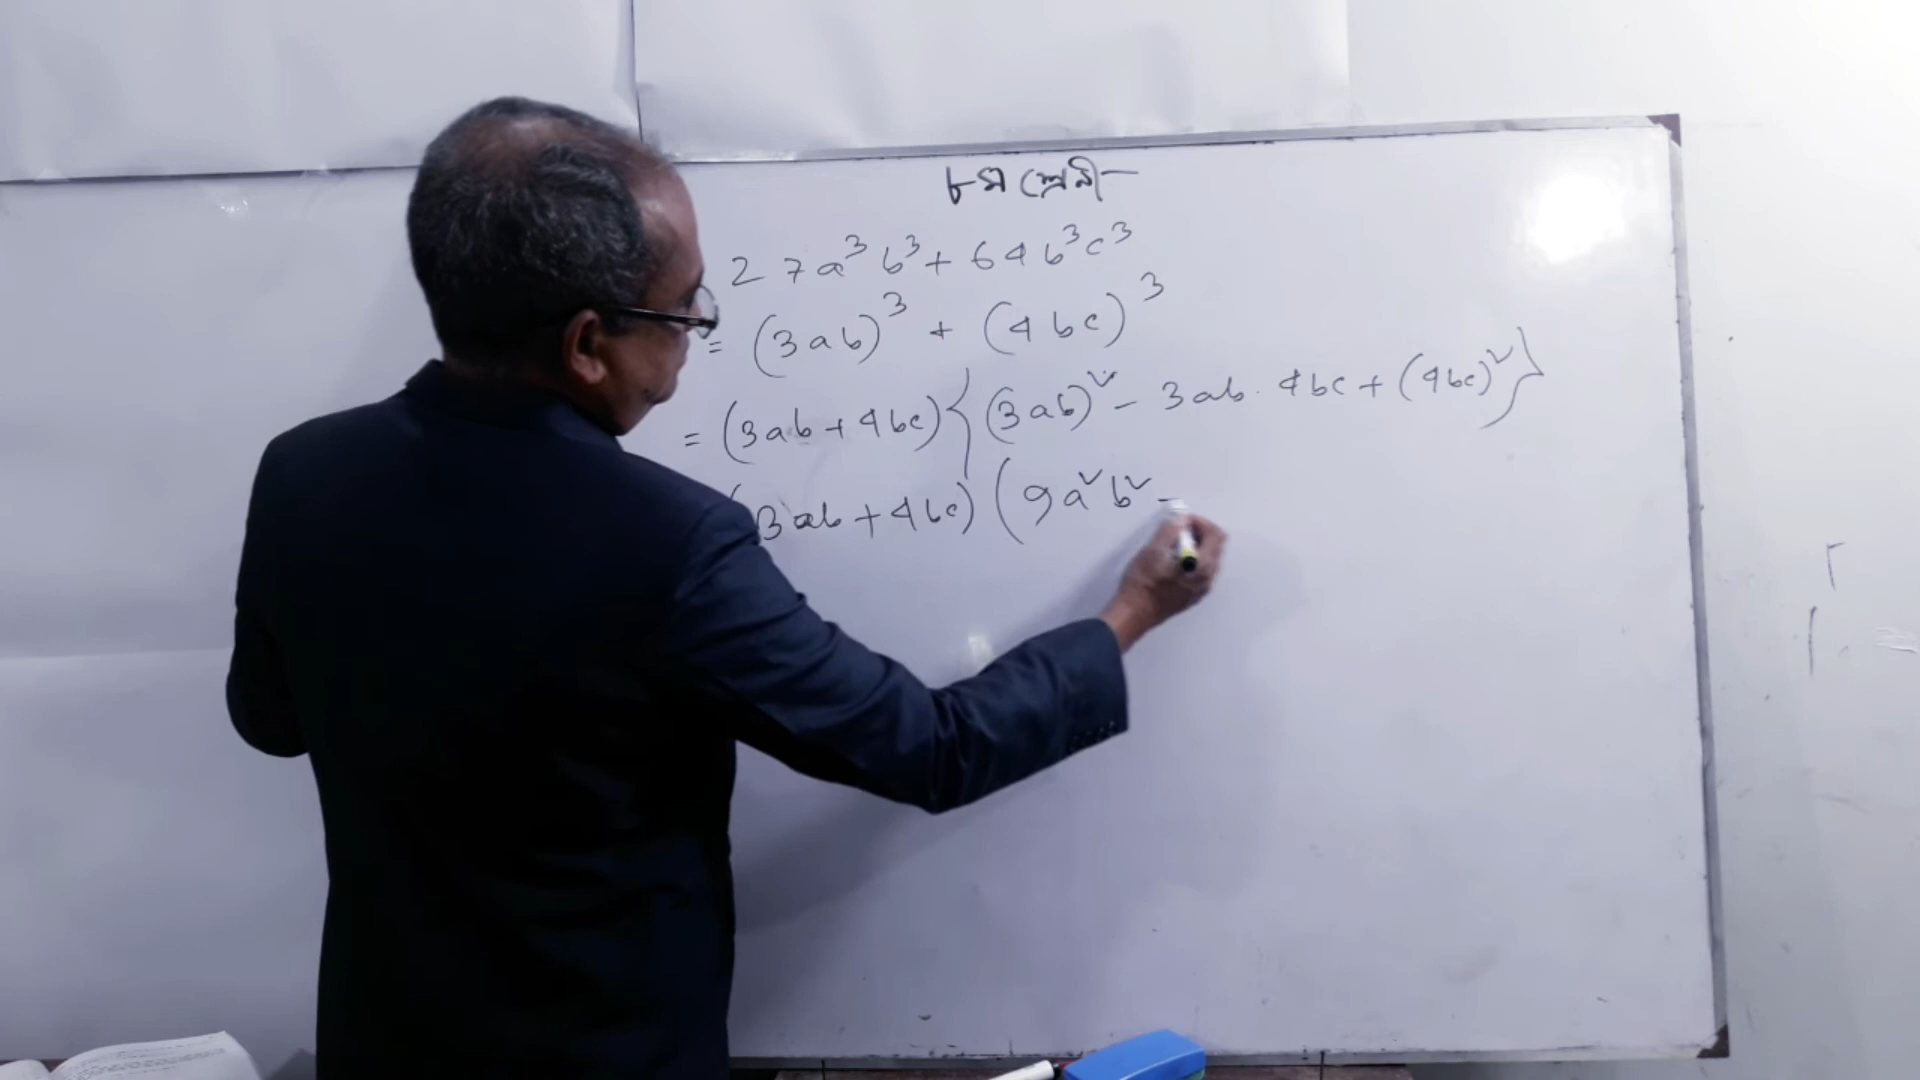 ৮ম শ্রেনী
27a³b³ + 64b³c³
= (3ab)³ + (4bc)³
= (3ab + 4bc) {(3ab)² - 3ab . 4bc + (4bc)²}
(3ab + 4bc) (9a²b² -